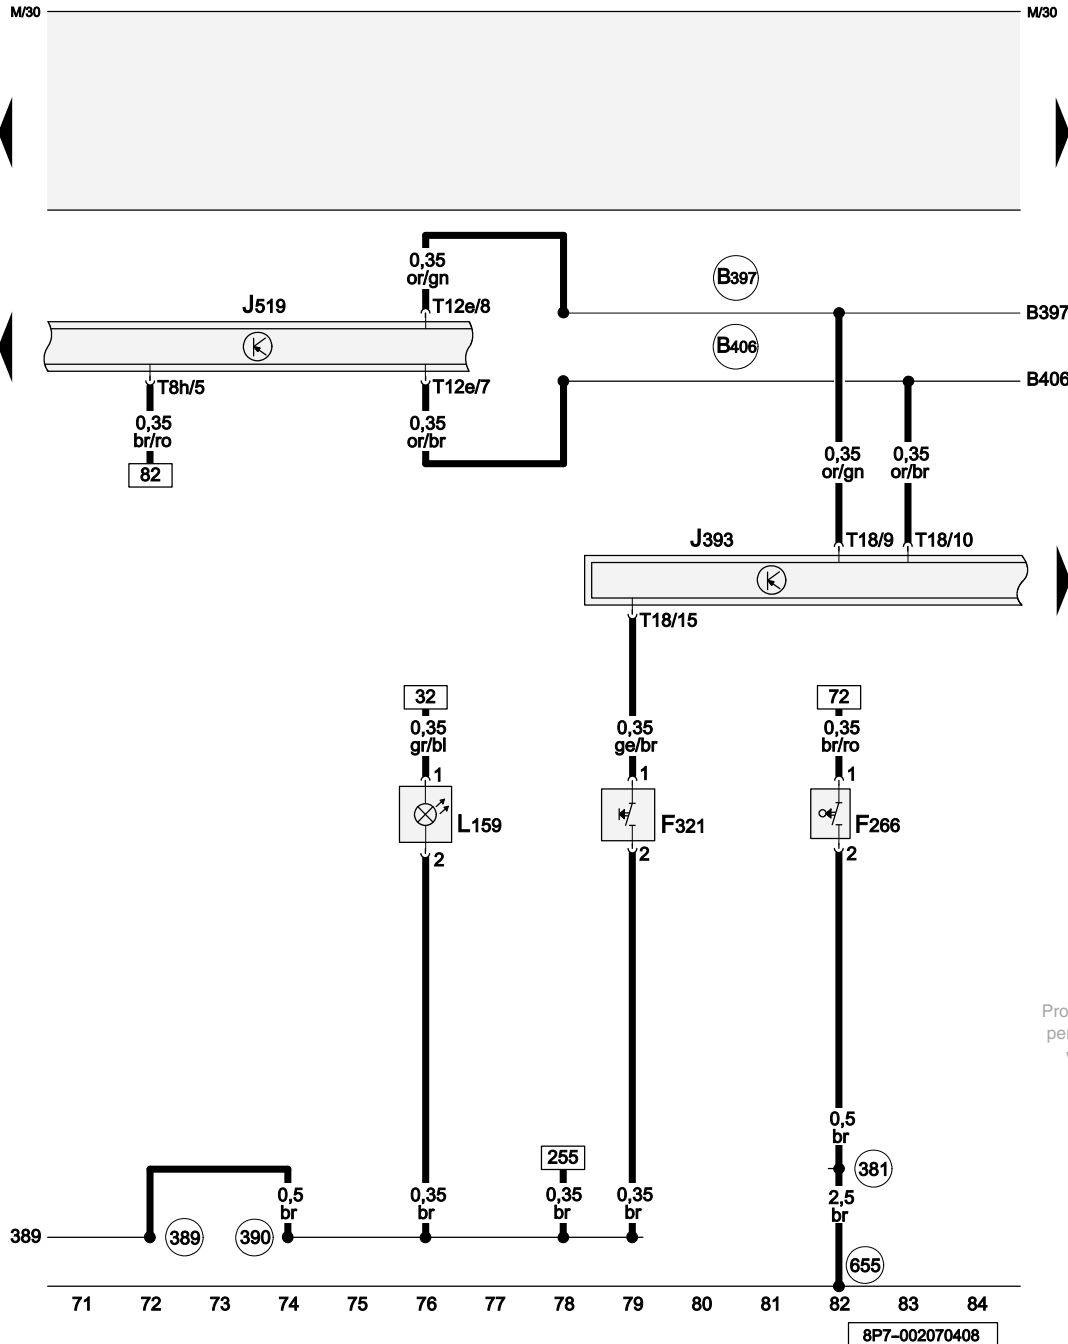 M/30
M/30
0,35
or/gn
B397
J519
T12e/8
B397
B406
T8h/5
T12e/7
B406
0,35
br/ro
0,35
or/br
82
0,35
or/gn
0,35
or/br
J393
T18/9
T18/10
T18/15
32
72
0,35
gr/bl
0,35
ge/br
0,35
br/ro
1
1
1
L159
F321
F266
2
2
2
Pro
per
0,5
br
255
381
0,5
br
0,35
br
0,35
br
0,35
br
2,5
br
389
389
390
655
71 72 73 74 75 76 77 78 79 80 81 82 83 84
8P7-002070408